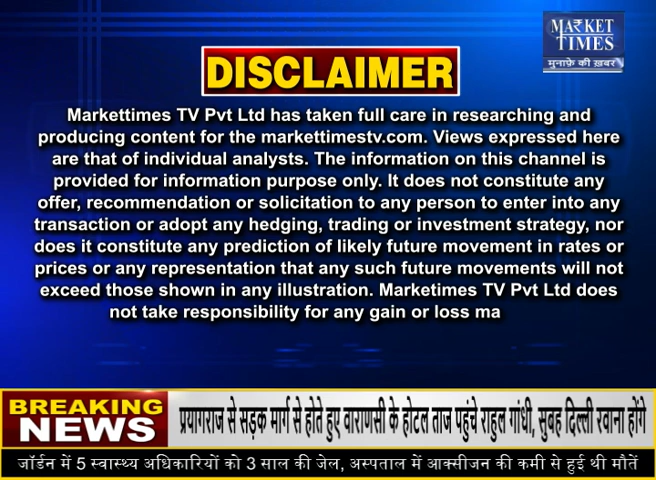 MARKET
TIMES
मुनाफ़े की ख़बर
DISCLAIMER
Markettimes TV Pvt Ltd has taken full care in researching and
producing content for the markettimestv.com. Views expressed here
are that of individual analysts. The information on this channel is
provided for information purpose only. It does not constitute any
offer, recommendation or solicitation to any person to enter into any
transaction or adopt any hedging, trading or investment strategy, nor
does it constitute any prediction of likely future movement in rates or
prices or any representation that any such future movements will not
exceed those shown in any illustration. Marketimes TV Pvt Ltd does
not take responsibility for any gain or loss ma
BREAKING
NEWS
प्रयागराज से सड़क मार्ग से होते हुए वाराणसी के होटल ताज पहुंचे राहुल गांधी, सुबह दिल्ली रवाना होंगे
जॉर्डन में 5 स्वास्थ्य अधिकारियों को 3 साल की जेल, अस्पताल में आक्सीजन की कमी से हुई थी मौतें